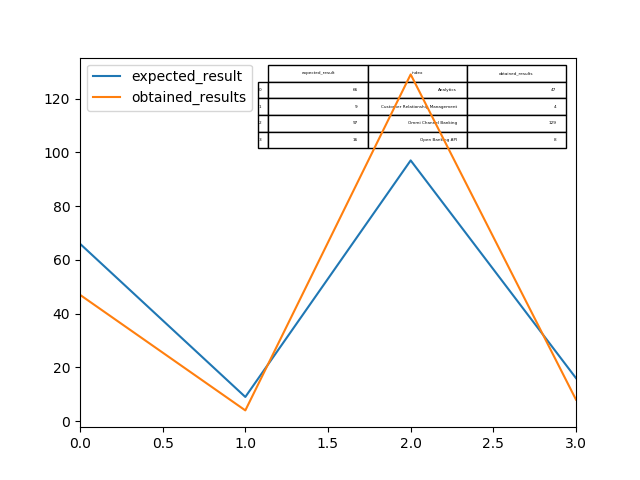 expected_result
obtained_results
expected_result index obtained_results
0 66 Analytics 47
1 9 Customer Relationship Management 4
2 97 Omni Channel Banking 129
3 16 Open Banking API 8
120
100
80
60
40
20
0
0.0 0.5 1.0 1.5 2.0 2.5 3.0